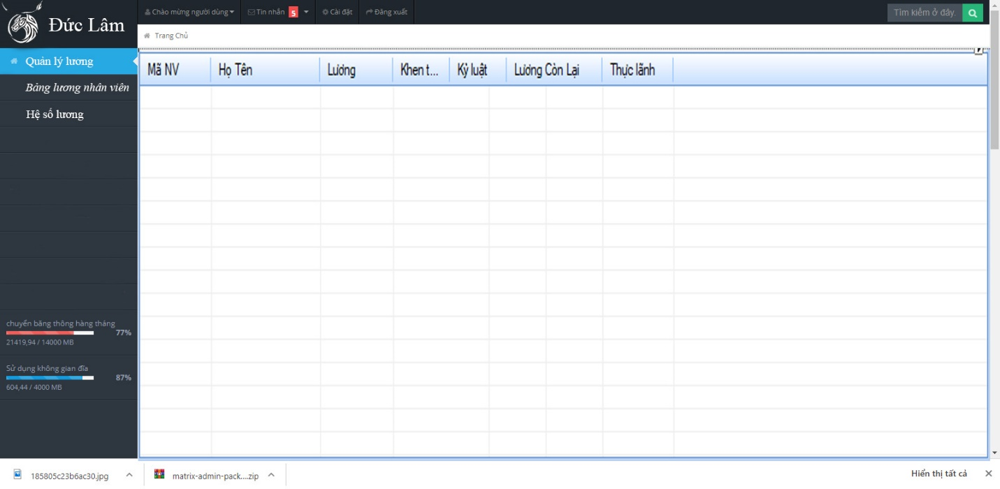 Đức Lâm
Chào mừng người dùng
Tin nhắn 5
Cài đặt
Đăng xuất
Tìm kiếm ở đây.
Trang Chủ
Quản lý lương
Bảng lương nhân viên
Hệ số lương
Mã NV
Họ Tên
Lương
Khen t...
Kỷ luật
Lương Còn Lại
Thực lãnh
chuyển băng thông hàng tháng
77%
21419,94 / 14000 MB
Sử dụng không gian đĩa
87%
604,44 / 4000 MB
185805c23b6ac30.jpg
matrix-admin-pack....zip
Hiển thị tất cả